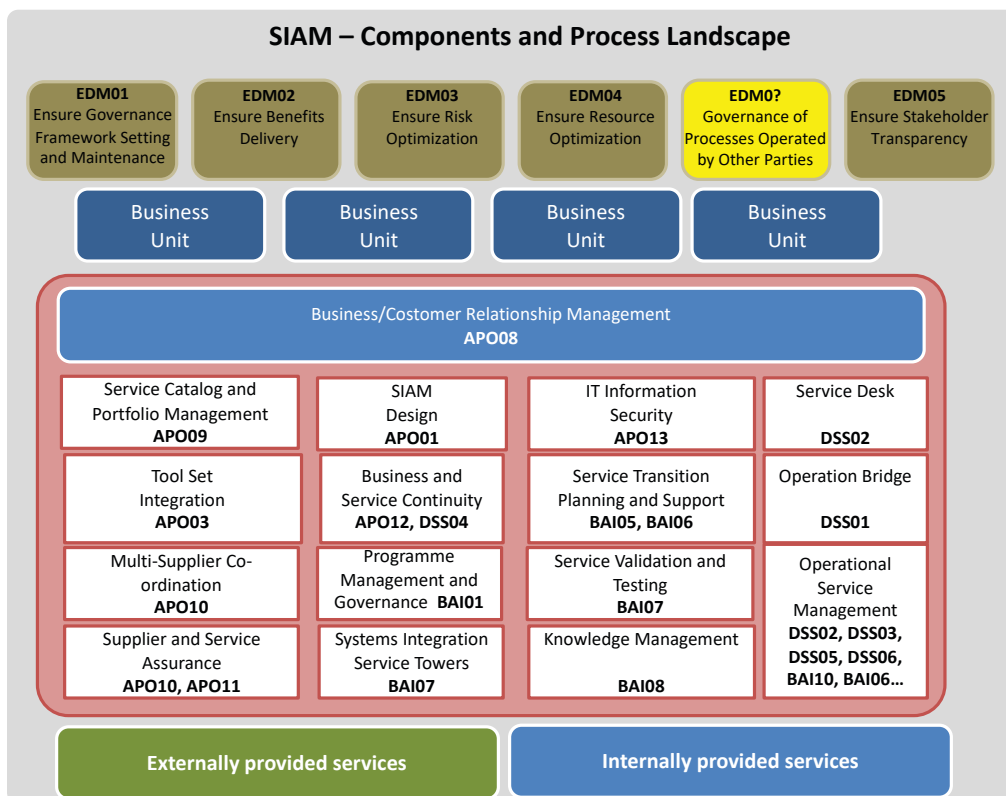 SIAM – Components and Process Landscape
EDM01
Ensure Governance
Framework Setting
and Maintenance
EDM02
Ensure Benefits
Delivery
EDM03
Ensure Risk
Optimization
EDM04
Ensure Resource
Optimization
EDM0?
Governance of
Processes Operated
by Other Parties
EDM05
Ensure Stakeholder
Transparency
Business
Unit
Business
Unit
Business
Unit
Business
Unit
Business/Costomer Relationship Management
APO08
Service Catalog and
Portfolio Management
APO09
SIAM
Design
APO01
IT Information
Security
APO13
Service Desk
DSS02
Tool Set
Integration
APO03
Business and
Service Continuity
APO12, DSS04
Service Transition
Planning and Support
BAI05, BAI06
Operation Bridge
DSS01
Multi-Supplier Co-
ordination
APO10
Programme
Management and
Governance BAI01
Service Validation and
Testing
BAI07
Operational
Service
Management
DSS02, DSS03,
DSS05, DSS06,
BAI10, BAI06…
Supplier and Service
Assurance
APO10, APO11
Systems Integration
Service Towers
BAI07
Knowledge Management
BAI08
Externally provided services
Internally provided services